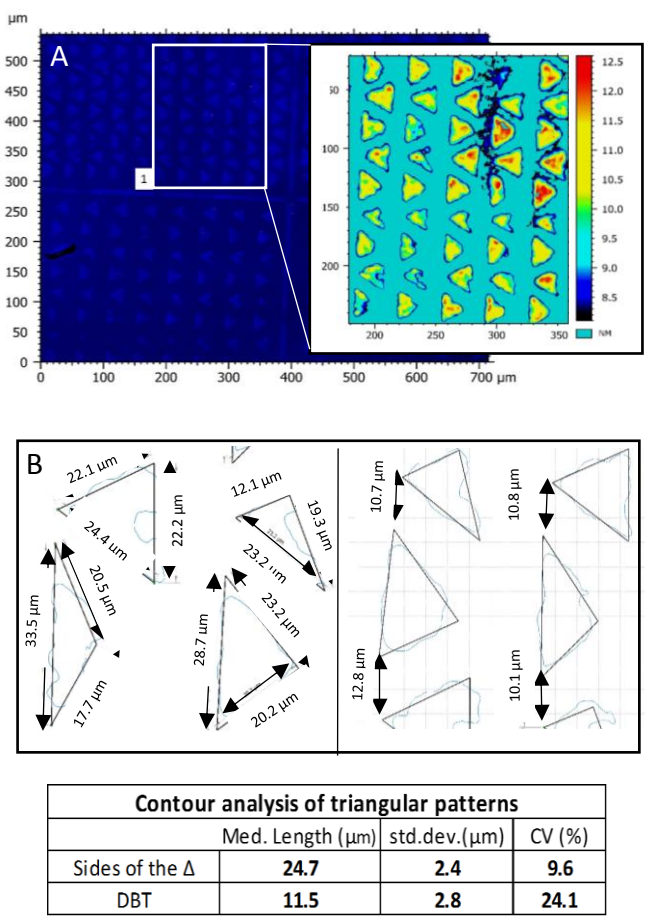 µm
A
500
450
400
350
300
250
200
150
100
50
0
1
0
100
200
300
400
500
600
700 µm
50
100
150
200
200
250
300
350
12.5
12.0
11.5
11.0
10.5
10.0
9.5
9.0
8.5
NM
B
22.1 µm
24.4 µm
22.2 µm
12.1 µm
19.3 µm
23.2 µm
33.5 µm
20.5 µm
17.7 µm
28.7 µm
23.2 µm
20.2 µm
10.7 µm
10.8 µm
12.8 µm
10.1 µm
Contour analysis of triangular patterns
Med. Length (µm) std.dev.(µm) CV (%)
Sides of the Δ 24.7 2.4 9.6
DBT 11.5 2.8 24.1